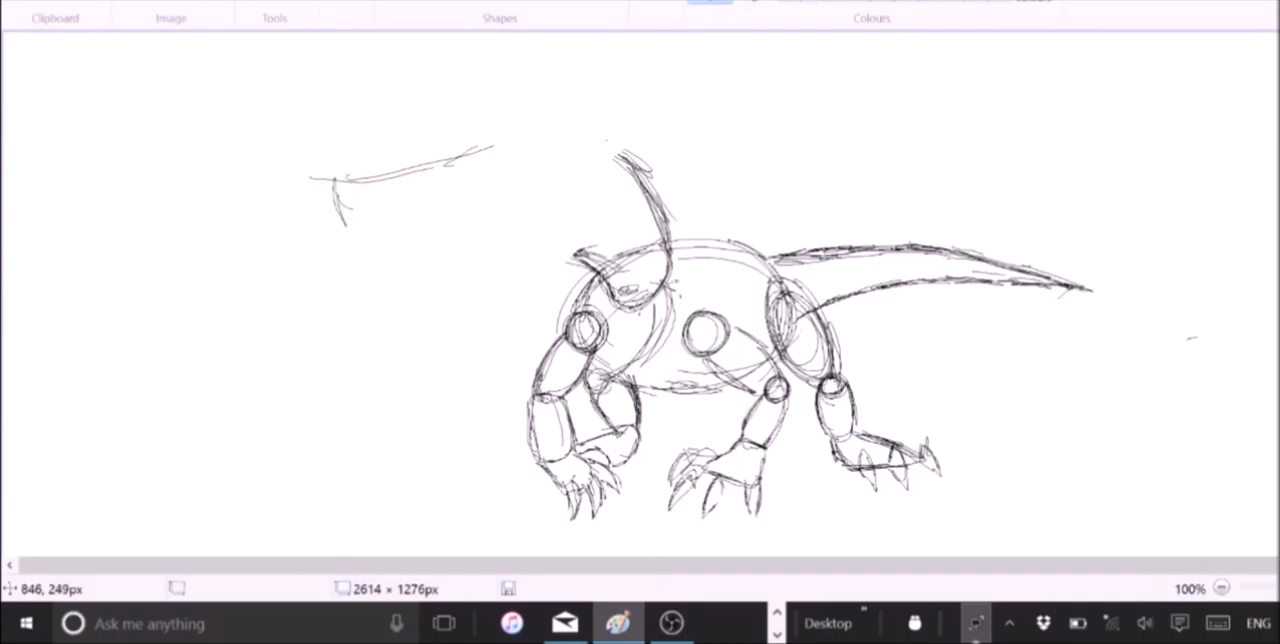 Clipboard Image Tools Shapes Colours
846, 249px 2614 × 1276px 100%
Ask me anything Desktop » ENG